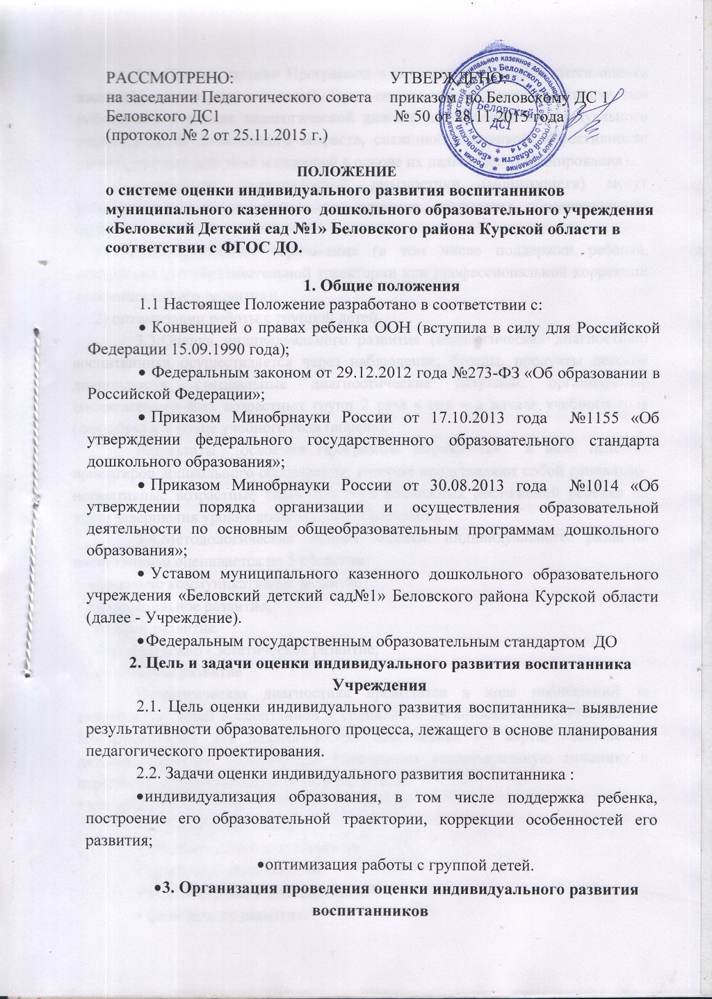 РАССМОТРЕНО:
на заседании Педагогического совета
Беловского ДС1
(протокол № 2 от 25.11.2015 г.)
УТВЕРЖДЕНО:
приказом по Беловскому ДС 1
№ 50 от 28.11.2015 года
Беловский
ДС1
ПОЛОЖЕНИЕ
о системе оценки индивидуального развития воспитанников
муниципального казенного дошкольного образовательного учреждения
«Беловский Детский сад №1» Беловского района Курской области в
соответствии с ФГОС ДО.
1. Общие положения
1.1 Настоящее Положение разработано в соответствии с:
• Конвенцией о правах ребенка ООН (вступила в силу для Российской
Федерации 15.09.1990 года);
• Федеральным законом от 29.12.2012 года №273-ФЗ «Об образовании в
Российской Федерации»;
• Приказом Минобрнауки России от 17.10.2013 года №1155 «Об
утверждении федерального государственного образовательного стандарта
дошкольного образования»;
• Приказом Минобрнауки России от 30.08.2013 года №1014 «Об
утверждении порядка организации и осуществления образовательной
деятельности по основным общеобразовательным программам дошкольного
образования»;
• Уставом муниципального казенного дошкольного образовательного
учреждения «Беловский детский сад№1» Беловского района Курской области
(далее - Учреждение).
•Федеральным государственным образовательным стандартом ДО
2. Цель и задачи оценки индивидуального развития воспитанника
Учреждения
2.1. Цель оценки индивидуального развития воспитанника– выявление
результативности образовательного процесса, лежащего в основе планирования
педагогического проектирования.
2.2. Задачи оценки индивидуального развития воспитанника :
•индивидуализация образования, в том числе поддержка ребенка,
построение его образовательной траектории, коррекции особенностей его
развития;
•оптимизация работы с группой детей.
•3. Организация проведения оценки индивидуального развития
воспитанников